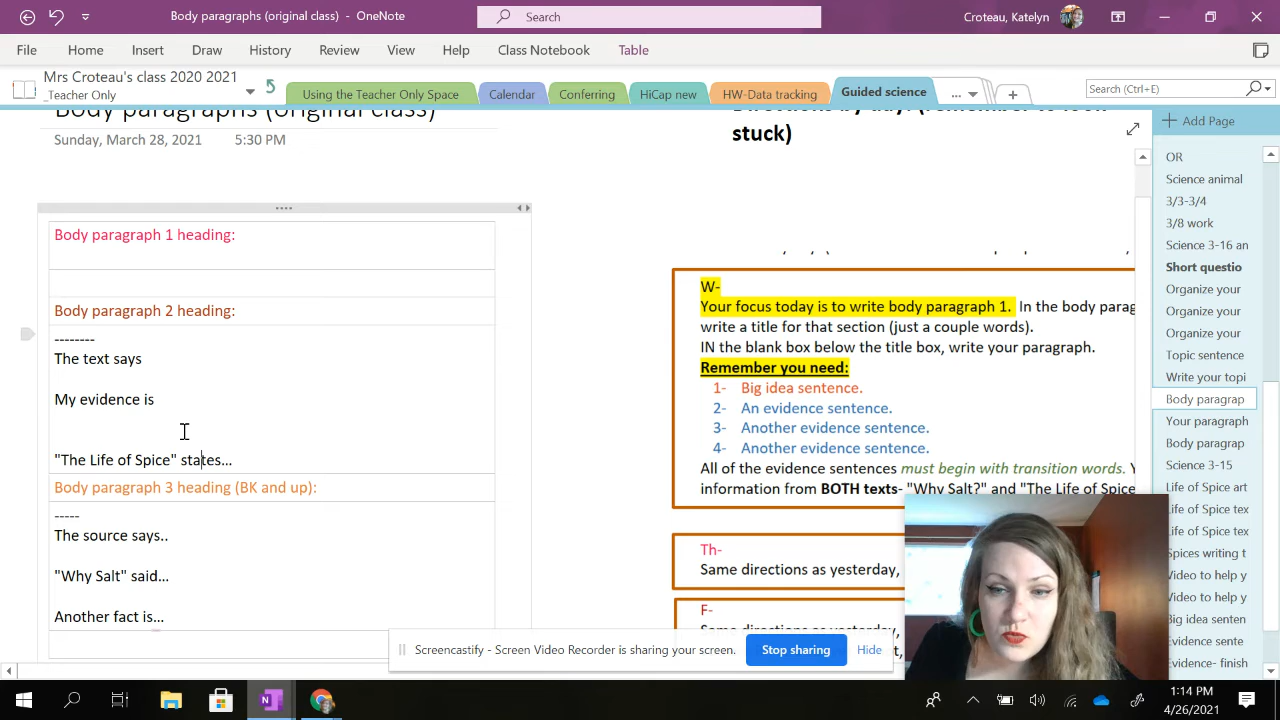 Body paragraphs (original class) - OneNote
Search
Croteau, Katelyn
File Home Insert Draw History Review View Help Class Notebook Table
Mrs Croteau's class 2020 2021
_Teacher Only
Using the Teacher Only Space
Calendar
Conferring
HiCap new
HW-Data tracking
Guided science
...
Search (Ctrl+E)
Body paragraphs (original class)
Sunday, March 28, 2021 5:30 PM
Body paragraph 1 heading:
Body paragraph 2 heading:
--------
The text says
My evidence is
"The Life of Spice" states...
Body paragraph 3 heading (BK and up):
-----
The source says..
"Why Salt" said...
Another fact is...
stuck)
W-
Your focus today is to write body paragraph 1. In the body parag
write a title for that section (just a couple words).
IN the blank box below the title box, write your paragraph.
Remember you need:
1- Big idea sentence.
2- An evidence sentence.
3- Another evidence sentence.
4- Another evidence sentence.
All of the evidence sentences must begin with transition words. Y
information from BOTH texts- "Why Salt?" and "The Life of Spice
Th-
Same directions as yesterday,
F-
Same directions as yesterday,
Add Page
OR
Science animal
3/3-3/4
3/8 work
Science 3-16 an
Short questio
Organize your
Organize your
Organize your
Topic sentence
Write your topi
Body paragrap
Your paragraph
Body paragrap
Science 3-15
Life of Spice art
Life of Spice tex
Life of Spice tex
Spices writing t
Video to help y
Video to help y
Big idea senten
Evidence sente
Evidence- finish
Screencastify - Screen Video Recorder is sharing your screen.
Stop sharing
Hide
1:14 PM
4/26/2021